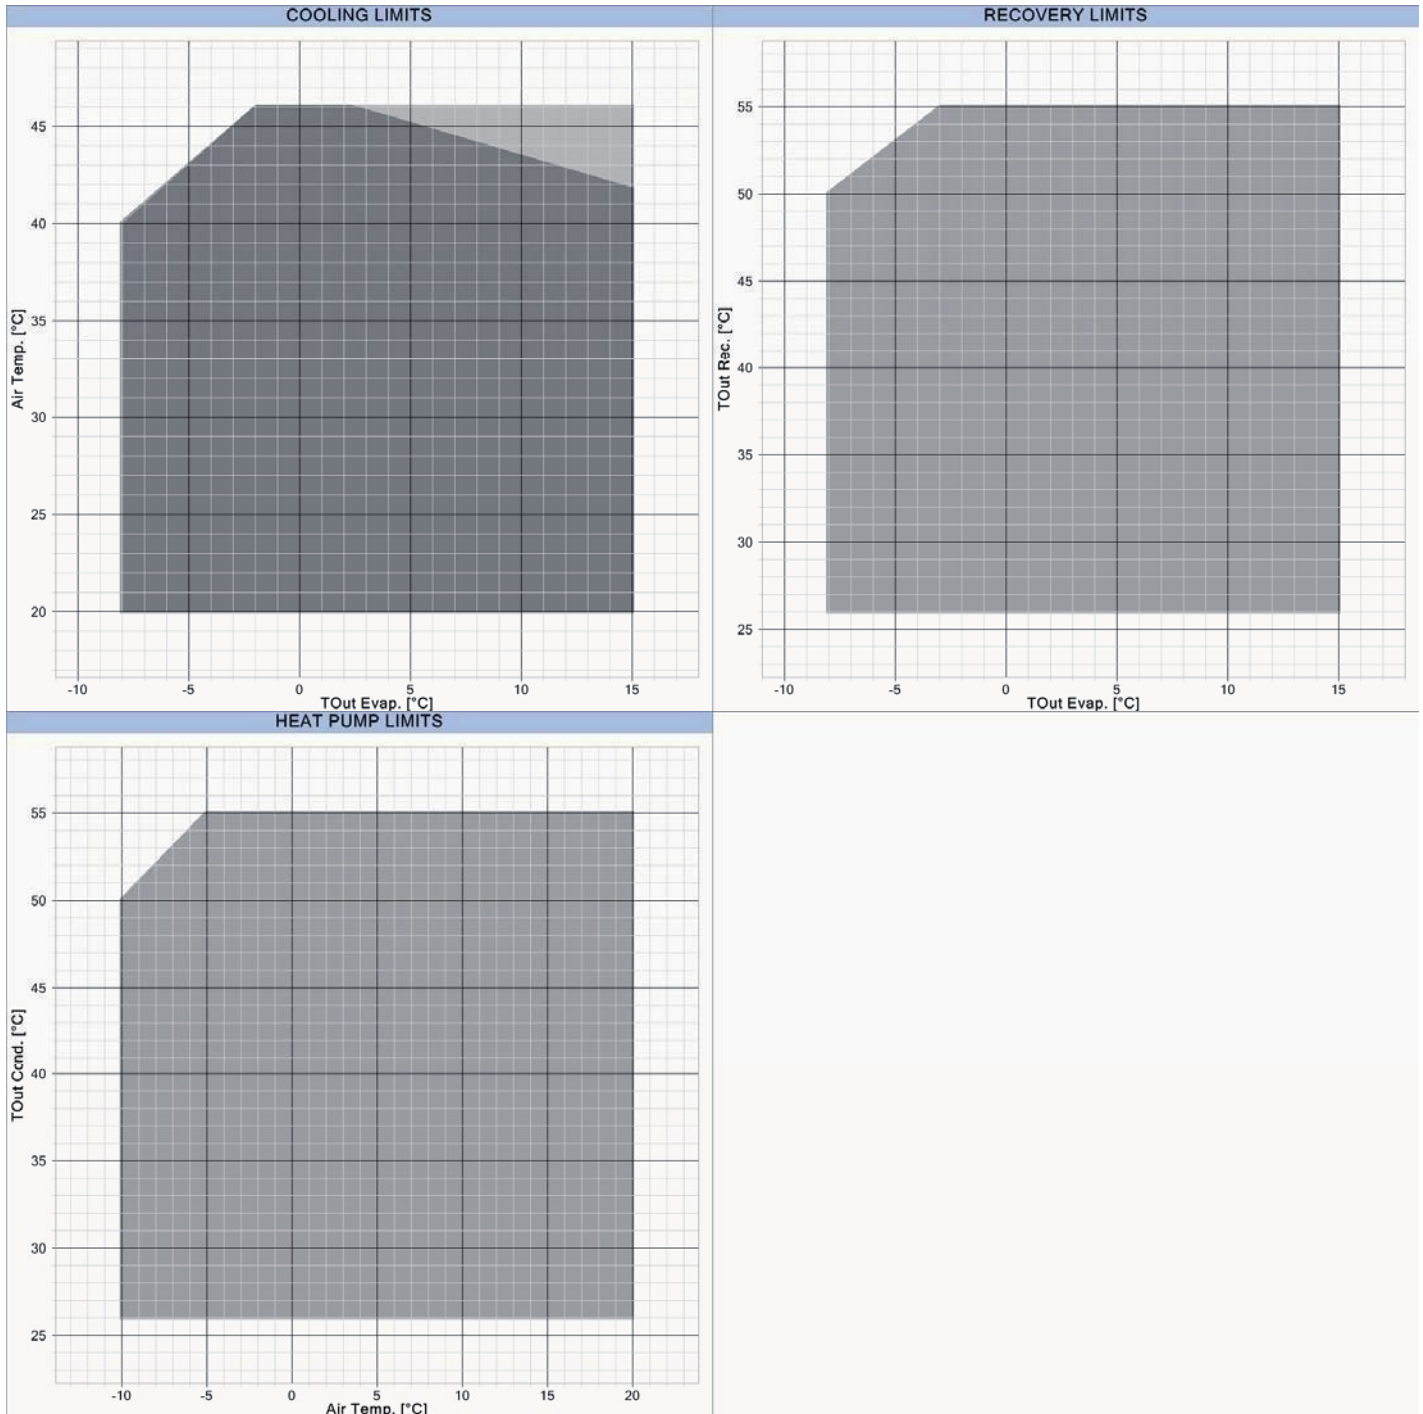 COOLING LIMITS
45
40
35
30
25
20
Air Temp. [°C]
-10 -5 0 5 10 15
TOut Evap. [°C]
RECOVERY LIMITS
55
50
45
40
35
30
25
TOut Rec. [°C]
-10 -5 0 5 10 15
TOut Evap. [°C]
HEAT PUMP LIMITS
55
50
45
40
35
30
25
TOut Cond. [°C]
-10 -5 0 5 10 15 20
Air Temp. [°C]